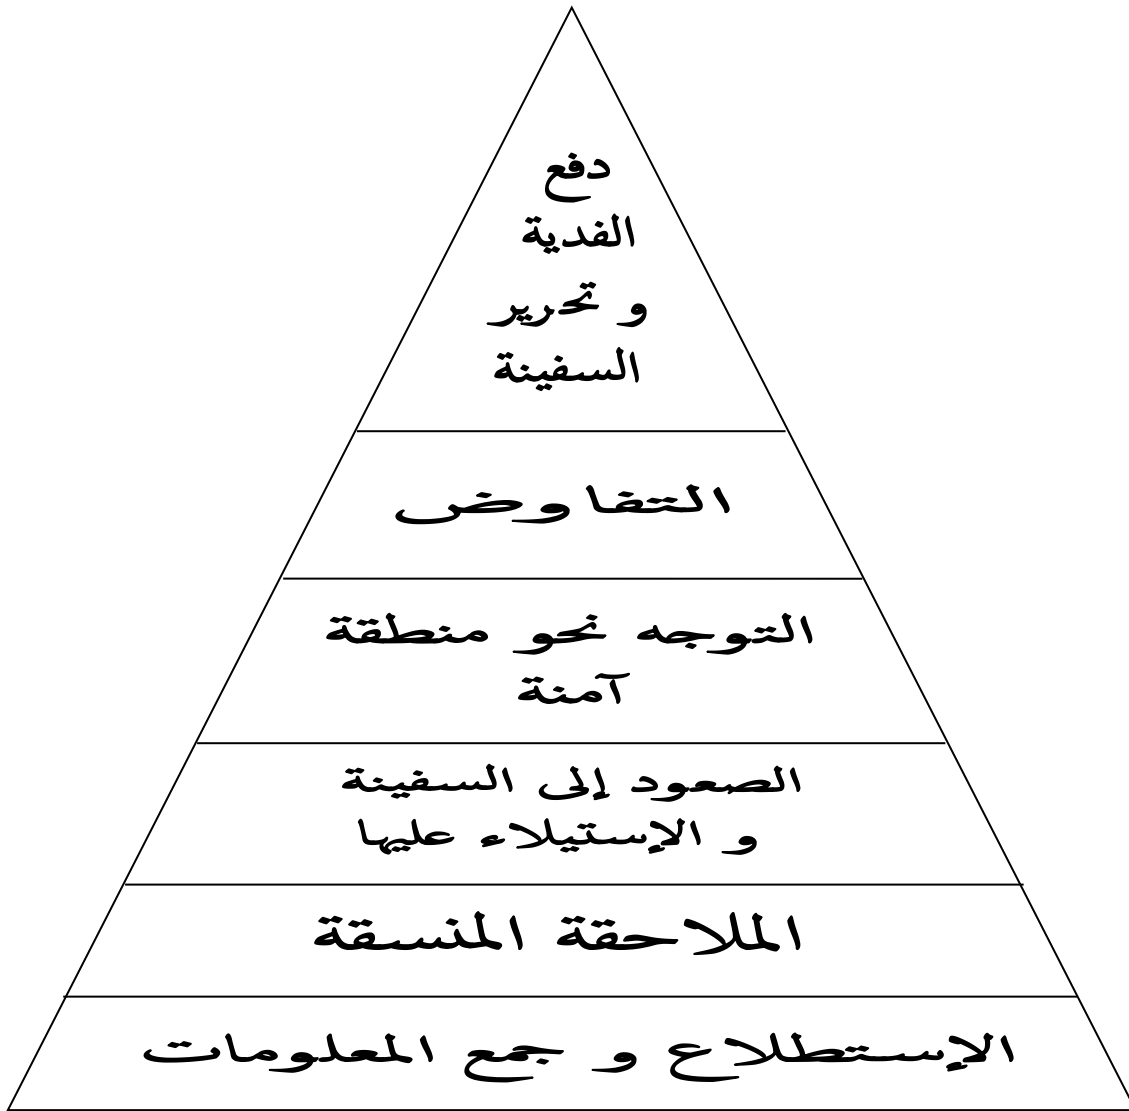 دفع
الفدية
و تحرير
السفينة
التفاوض
التوجه نحو منطقة
آمنة
الصعود إلى السفينة
و الإستيلاء عليها
الملاحقة المنسقة
الإستطلاع و جمع المعلومات